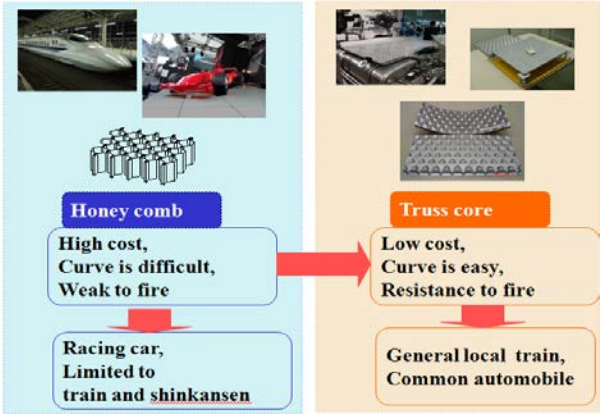 Honey comb
High cost,
Curve is difficult,
Weak to fire
Racing car,
Limited to
train and shinkansen
Truss core
Low cost,
Curve is easy,
Resistance to fire
General local train,
Common automobile